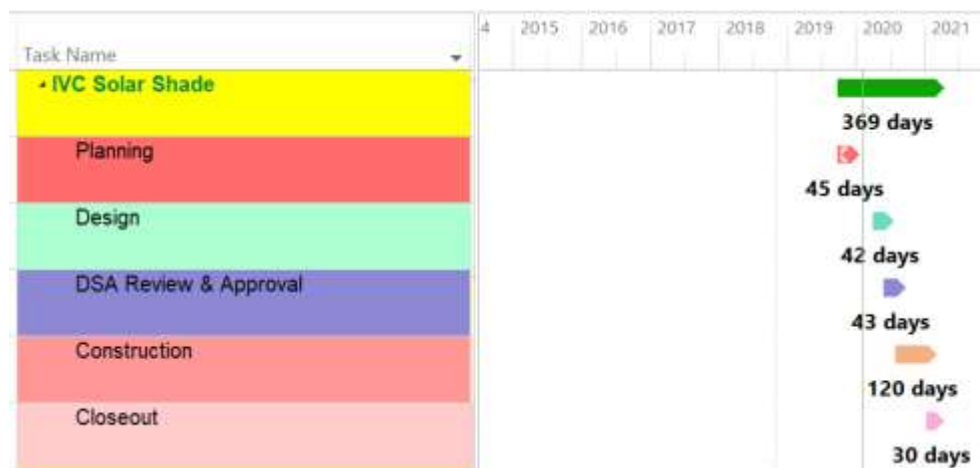 4 2015 2016 2017 2018 2019 2020 2021
Task Name
IVC Solar Shade
369 days
Planning
45 days
Design
42 days
DSA Review & Approval
43 days
Construction
120 days
Closeout
30 days